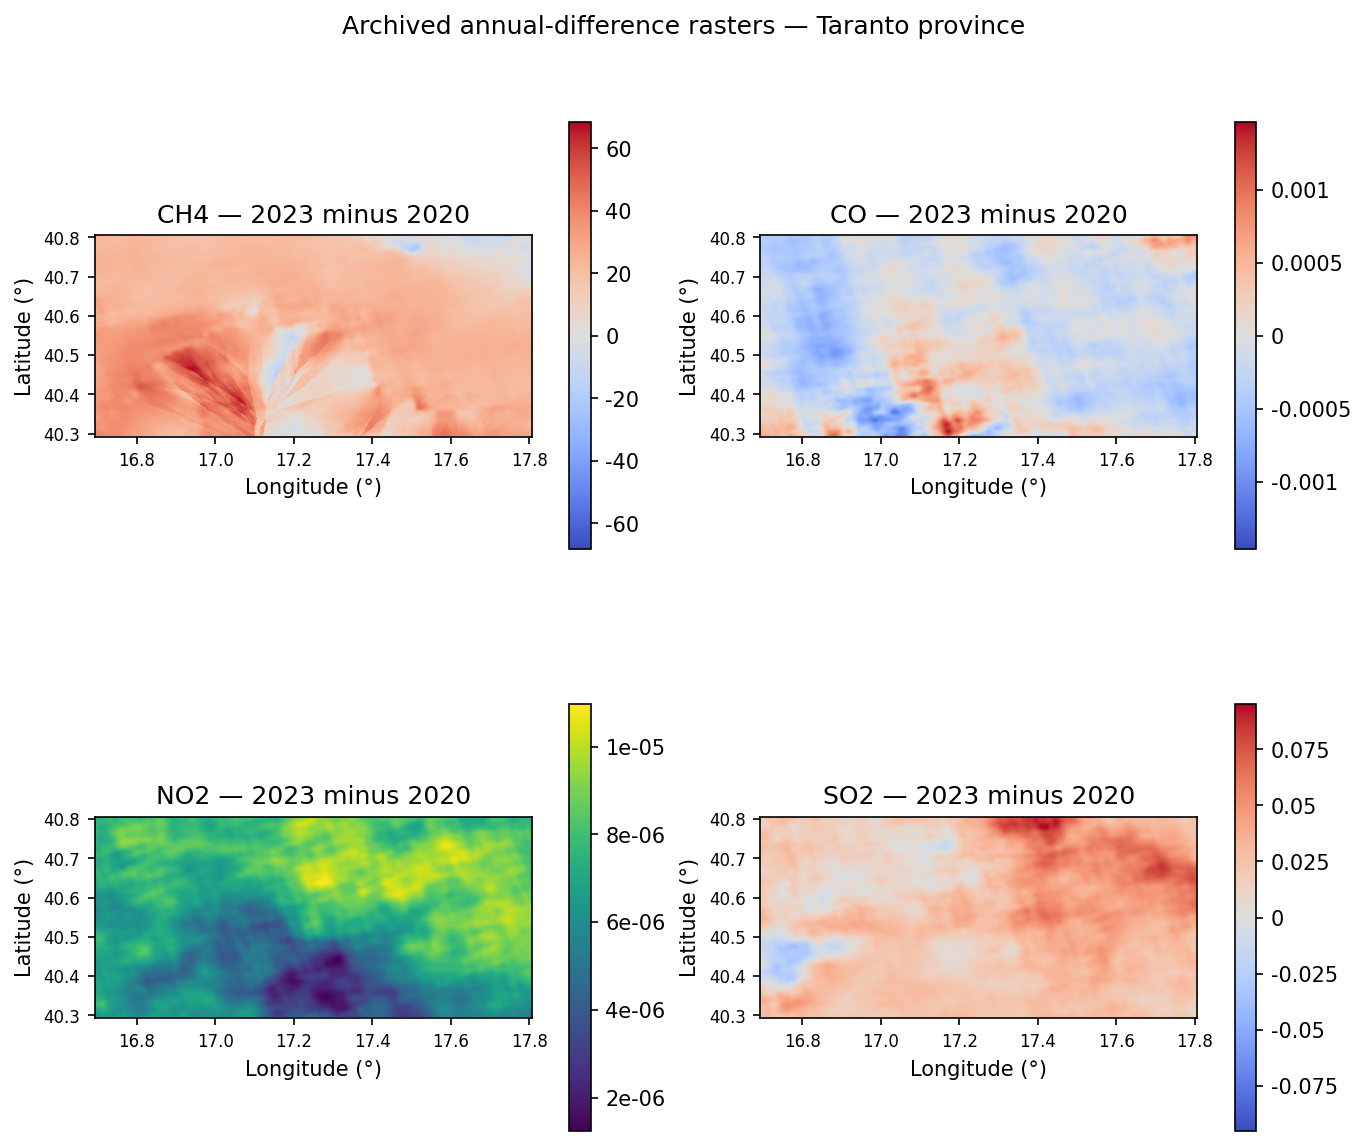 Archived annual-difference rasters — Taranto province
CH4 — 2023 minus 2020
40.8
40.7
40.6
40.5
40.4
40.3
Latitude (°)
16.8 17.0 17.2 17.4 17.6 17.8
Longitude (°)
60
40
20
0
-20
-40
-60
CO — 2023 minus 2020
40.8
40.7
40.6
40.5
40.4
40.3
Latitude (°)
16.8 17.0 17.2 17.4 17.6 17.8
Longitude (°)
0.001
0.0005
0
-0.0005
-0.001
NO2 — 2023 minus 2020
40.8
40.7
40.6
40.5
40.4
40.3
Latitude (°)
16.8 17.0 17.2 17.4 17.6 17.8
Longitude (°)
1e-05
8e-06
6e-06
4e-06
2e-06
SO2 — 2023 minus 2020
40.8
40.7
40.6
40.5
40.4
40.3
Latitude (°)
16.8 17.0 17.2 17.4 17.6 17.8
Longitude (°)
0.075
0.05
0.025
0
-0.025
-0.05
-0.075